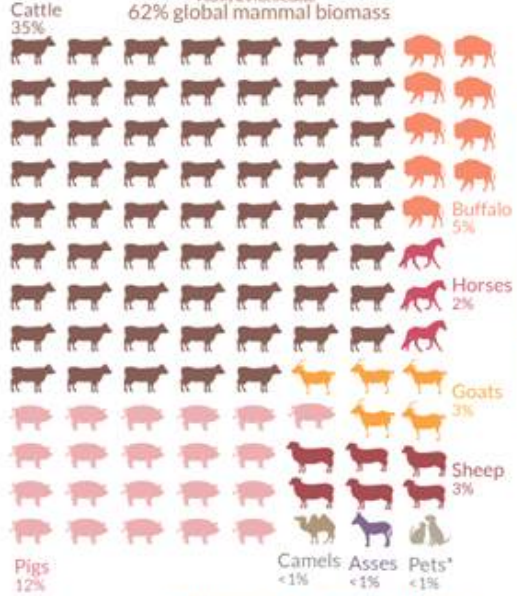 Cattle
35%
62% global mammal biomass
Buffalo
5%
Horses
2%
Goats
3%
Sheep
3%
Pigs
12%
Camels
<1%
Asses
<1%
Pets*
<1%